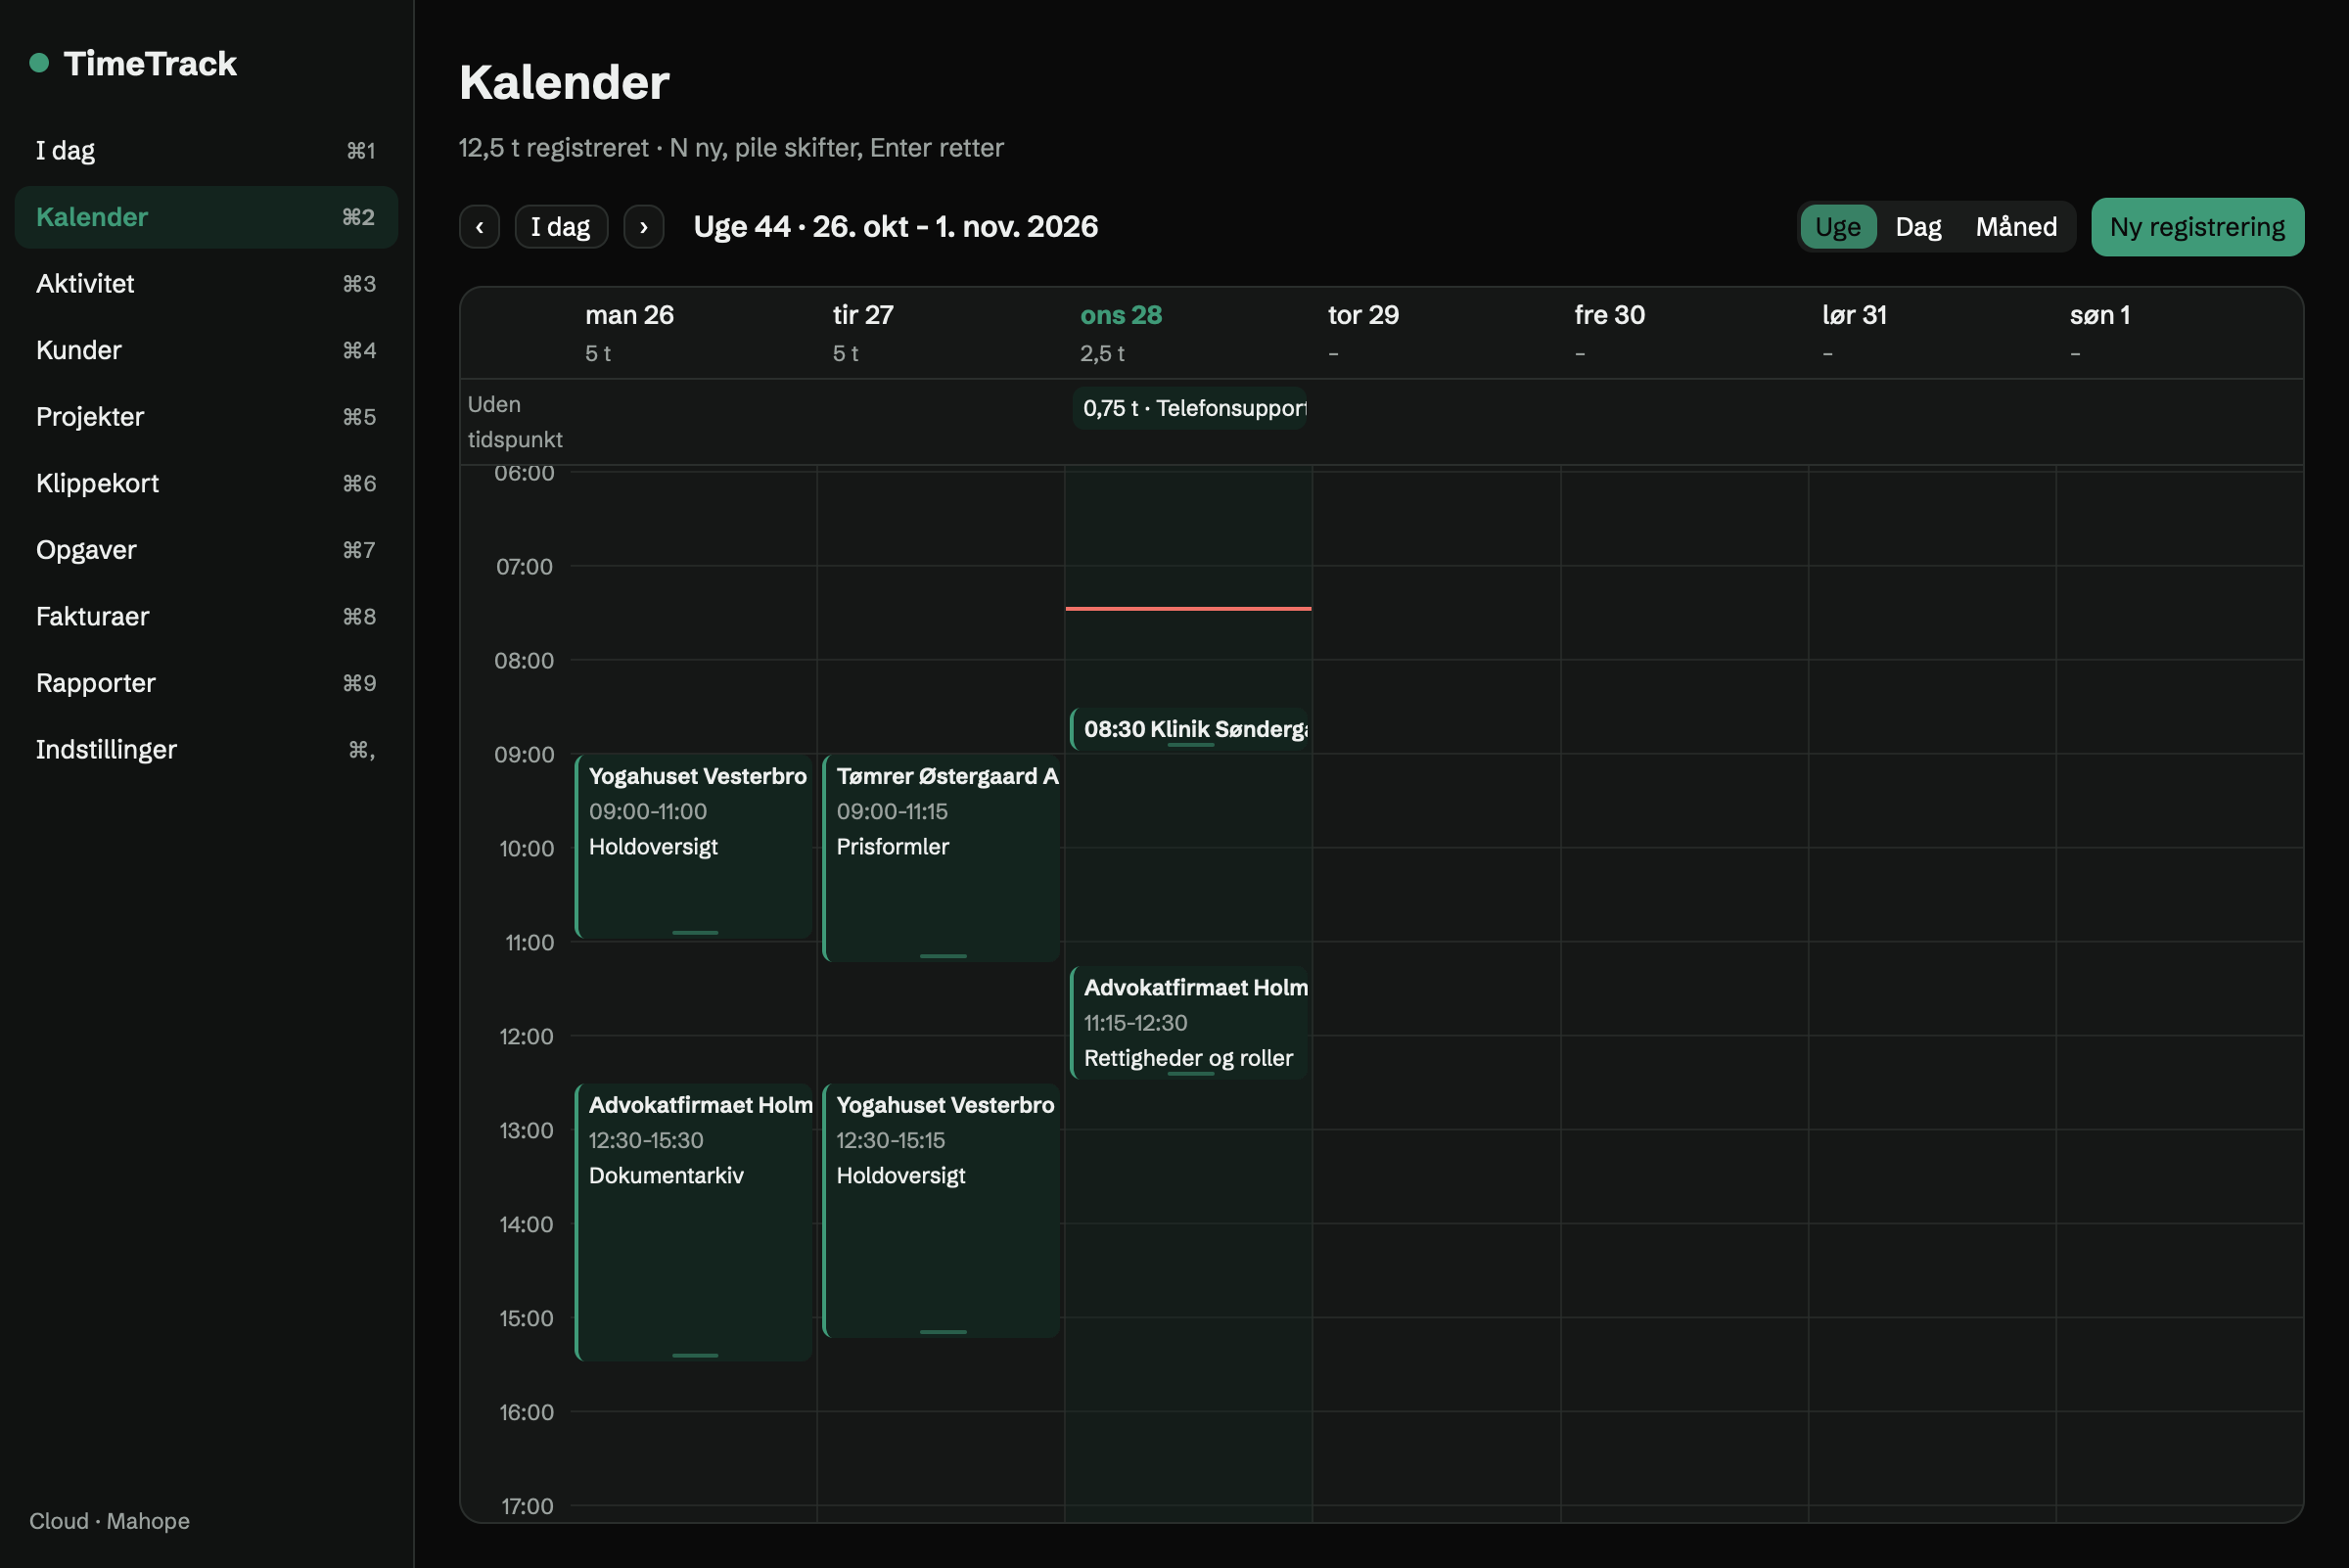 TimeTrack
I dag ⌘1
Kalender ⌘2
Aktivitet ⌘3
Kunder ⌘4
Projekter ⌘5
Klippekort ⌘6
Opgaver ⌘7
Fakturaer ⌘8
Rapporter ⌘9
Indstillinger ⌘,
Cloud · Mahope
Kalender
12,5 t registreret · N ny, pile skifter, Enter retter
‹ I dag › Uge 44 · 26. okt - 1. nov. 2026
Uge Dag Måned Ny registrering
man 26 tir 27 ons 28 tor 29 fre 30 lør 31 søn 1
5 t 5 t 2,5 t - - - -
Uden
tidspunkt
0,75 t · Telefonsupport
06:00
07:00
08:00
09:00
10:00
11:00
12:00
13:00
14:00
15:00
16:00
17:00
Yogahuset Vesterbro
09:00-11:00
Holdoversigt
Advokatfirmaet Holm
12:30-15:30
Dokumentarkiv
Tømrer Østergaard A
09:00-11:15
Prisformler
Yogahuset Vesterbro
12:30-15:15
Holdoversigt
08:30 Klinik Sønderga
Advokatfirmaet Holm
11:15-12:30
Rettigheder og roller